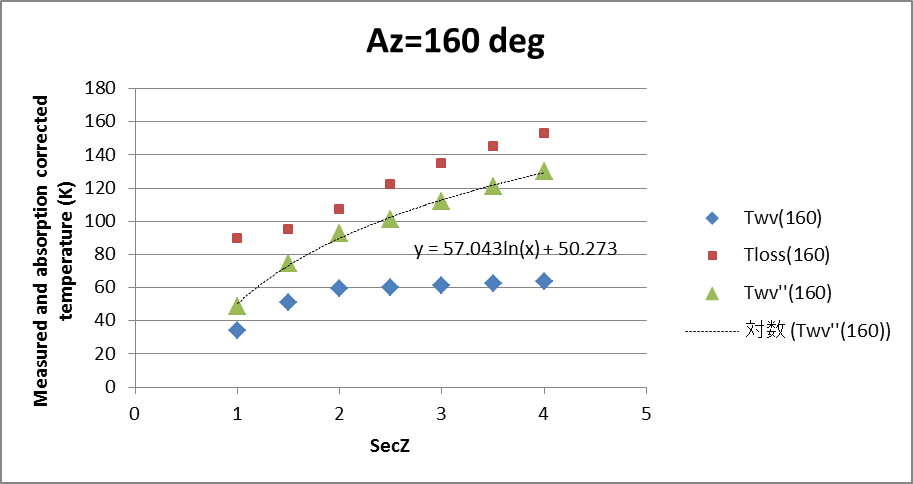 Az=160 deg
Measured and absorption corrected
temperature (K)
180
160
140
120
100
80
60
40
20
0
0 1 2 3 4 5
SecZ
y = 57.043ln(x) + 50.273
Twv(160)
Tloss(160)
Twv''(160)
対数 (Twv''(160))